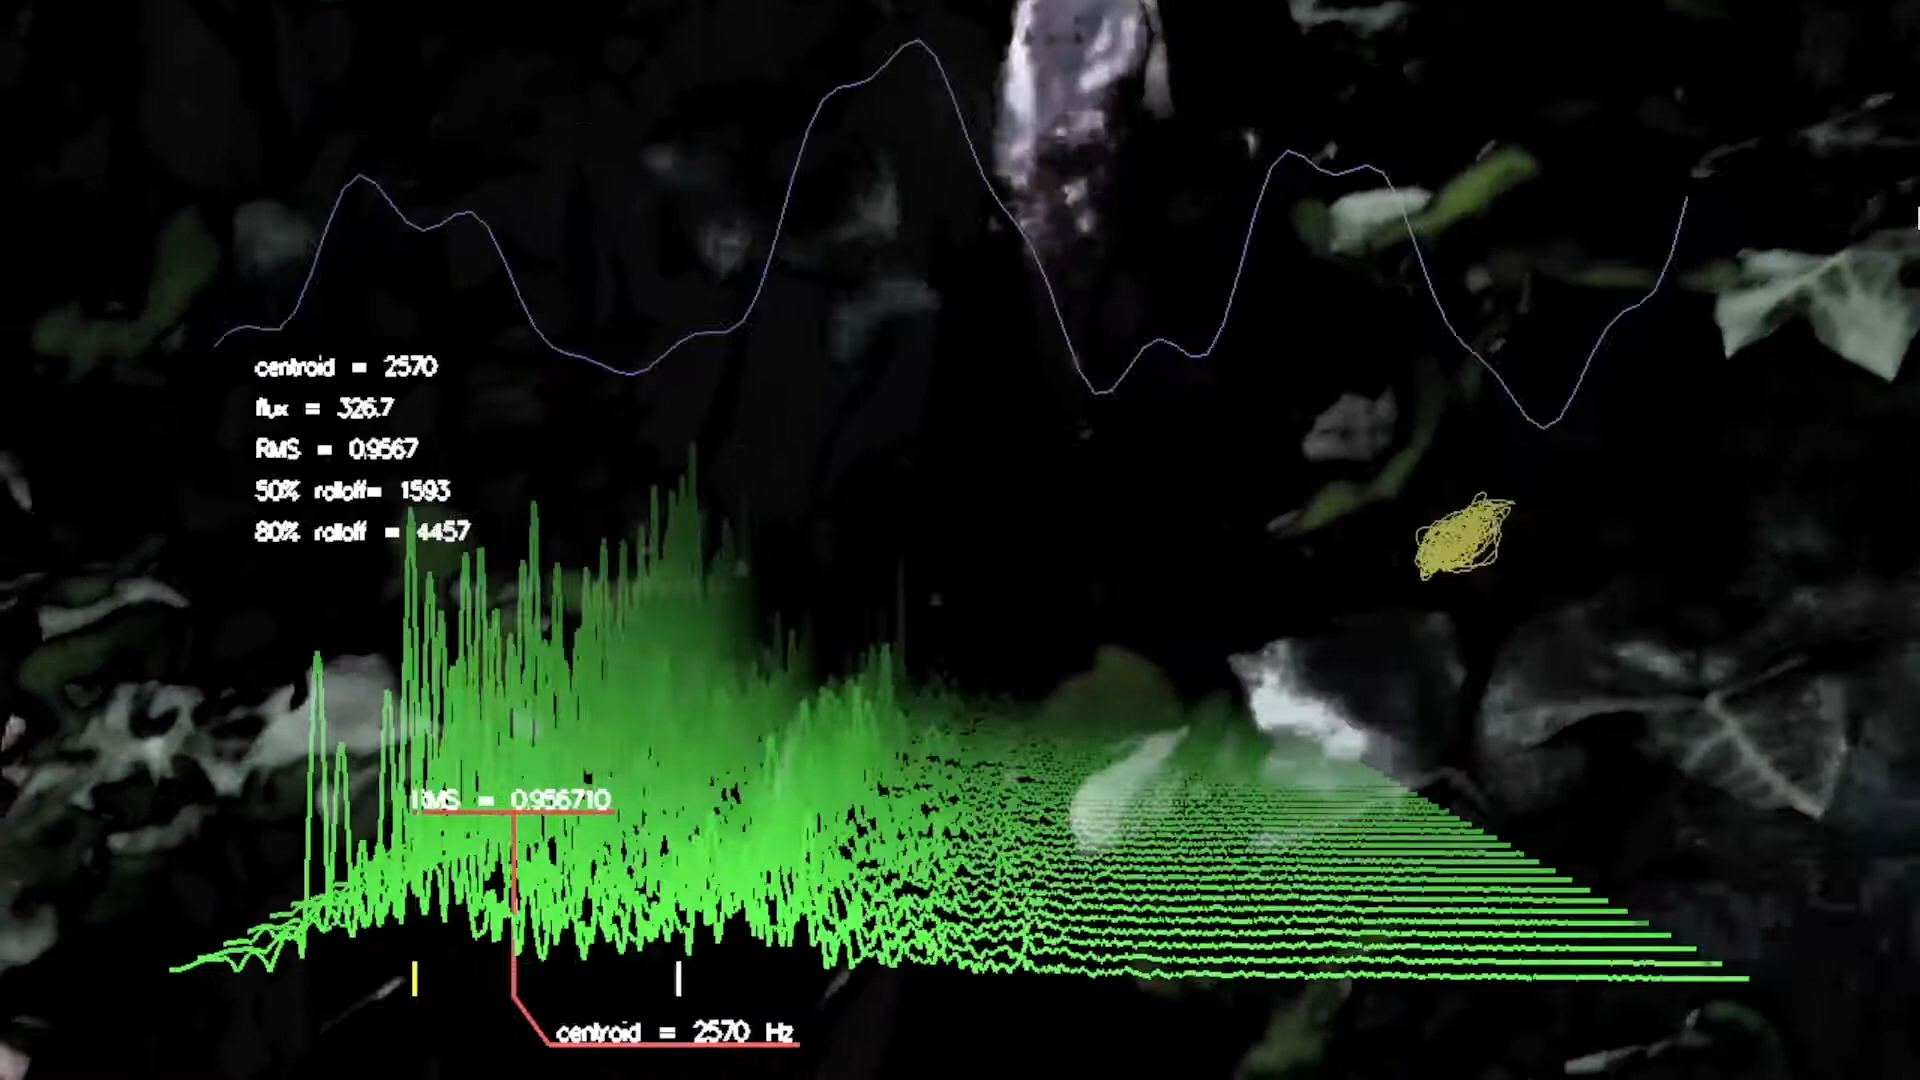 centroid = 2570
flux = 326.7
RMS = 0.9567
50% rolloff= 1593
80% rolloff = 4457
RMS = 0.956710
centroid = 2570 Hz